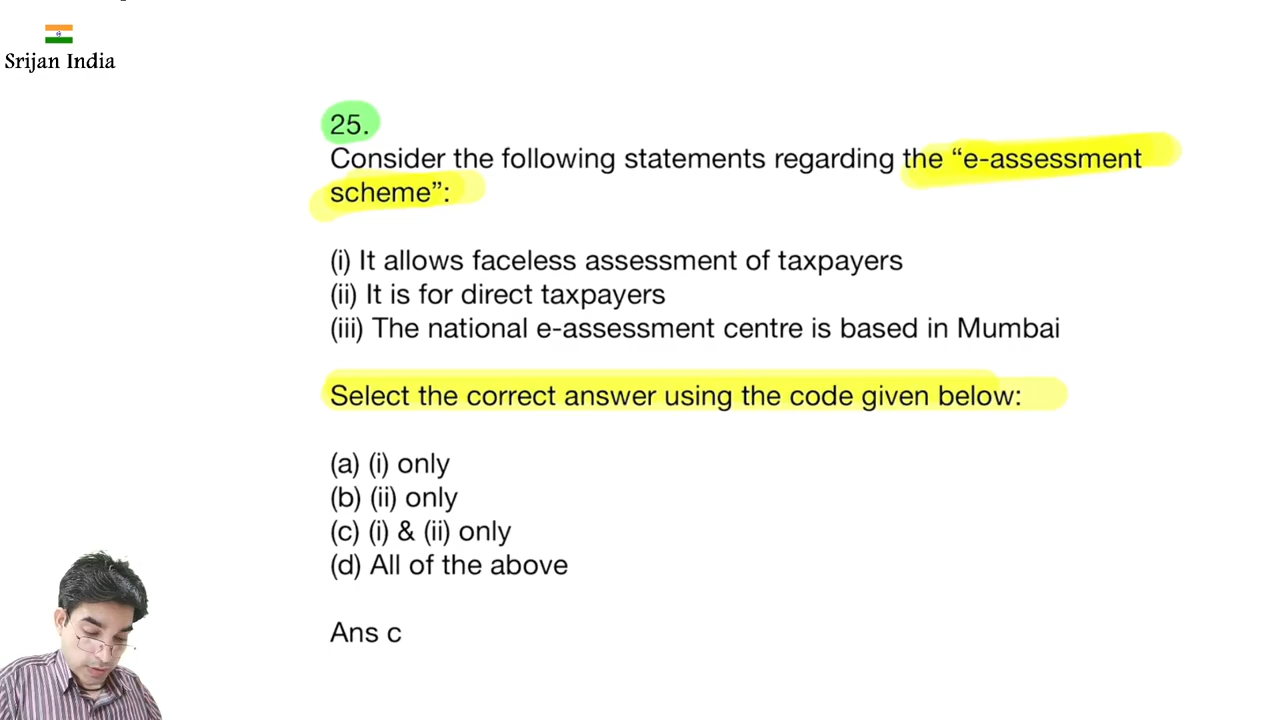 Srijan India
25.
Consider the following statements regarding the “e-assessment
scheme”:
(i) It allows faceless assessment of taxpayers
(ii) It is for direct taxpayers
(iii) The national e-assessment centre is based in Mumbai
Select the correct answer using the code given below:
(a) (i) only
(b) (ii) only
(c) (i) & (ii) only
(d) All of the above
Ans c